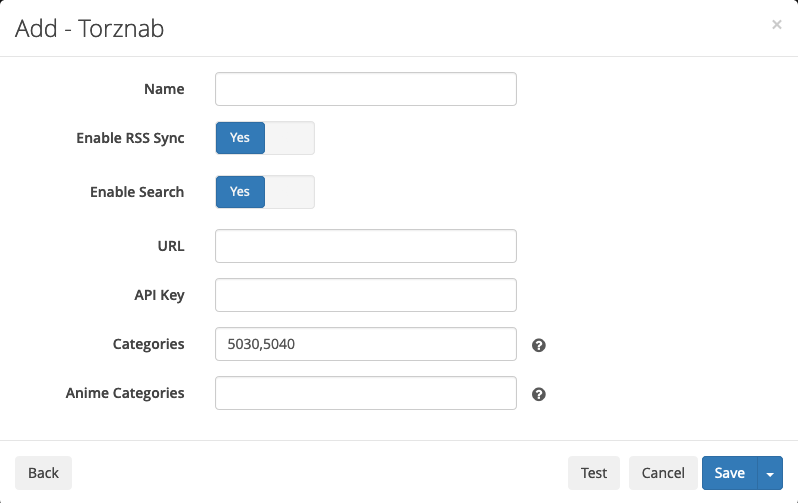 Add - Torznab ×
Name
Enable RSS Sync Yes
Enable Search Yes
URL
API Key
Categories 5030,5040 ?
Anime Categories ?
Back Test Cancel Save